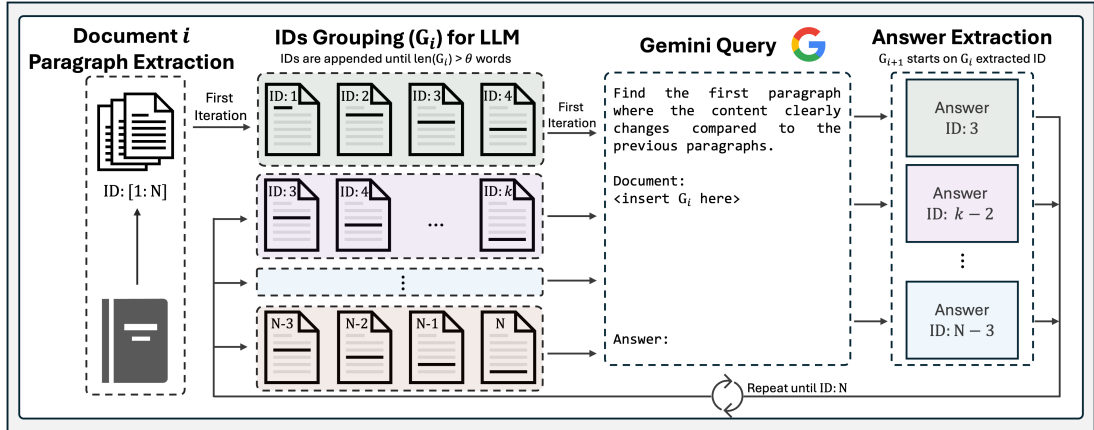 Document i
Paragraph Extraction
ID: [1: N]
First
Iteration
IDs Grouping (Gᵢ) for LLM
IDs are appended until len(Gᵢ) > θ words
ID: 1
ID: 2
ID: 3
ID: 4
ID: 3
ID: 4
...
ID: k
⋮
N-3
N-2
N-1
N
First
Iteration
Gemini Query
Find the first paragraph
where the content clearly
changes compared to the
previous paragraphs.
Document:
<insert Gᵢ here>
Answer:
Answer Extraction
Gᵢ₊₁ starts on Gᵢ extracted ID
Answer
ID: 3
Answer
ID: k − 2
⋮
Answer
ID: N − 3
Repeat until ID: N